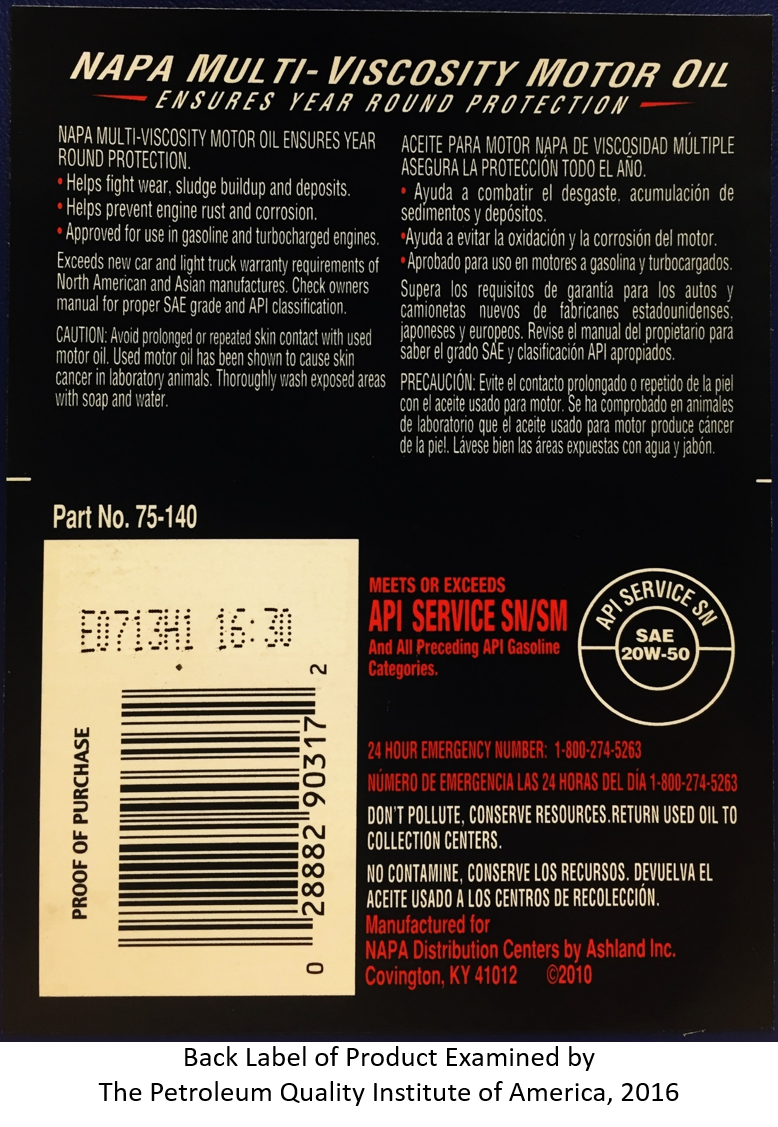 NAPA MULTI-VISCOSITY MOTOR OIL
ENSURES YEAR ROUND PROTECTION
NAPA MULTI-VISCOSITY MOTOR OIL ENSURES YEAR
ROUND PROTECTION.
• Helps fight wear, sludge buildup and deposits.
• Helps prevent engine rust and corrosion.
• Approved for use in gasoline and turbocharged engines.
Exceeds new car and light truck warranty requirements of
North American and Asian manufactures. Check owners
manual for proper SAE grade and API classification.
CAUTION: Avoid prolonged or repeated skin contact with used
motor oil. Used motor oil has been shown to cause skin
cancer in laboratory animals. Thoroughly wash exposed areas
with soap and water.
ACEITE PARA MOTOR NAPA DE VISCOSIDAD MÚLTIPLE
ASEGURA LA PROTECCIÓN TODO EL AÑO.
• Ayuda a combatir el desgaste, acumulación de
sedimentos y depósitos.
•Ayuda a evitar la oxidación y la corrosión del motor.
•Aprobado para uso en motores a gasolina y turbocargados.
Supera los requisitos de garantía para los autos y
camionetas nuevos de fabricantes estadounidenses,
japoneses y europeos. Revise el manual del propietario para
saber el grado SAE y clasificación API apropiados.
PRECAUCIÓN: Evite el contacto prolongado o repetido de la piel
con el aceite usado para motor. Se ha comprobado en animales
de laboratorio que el aceite usado para motor produce cáncer
de la piel. Lávese bien las áreas expuestas con agua y jabón.
Part No. 75-140
E0713H1 16:30
PROOF OF PURCHASE
0 28882 90317 2
MEETS OR EXCEEDS
API SERVICE SN/SM
And All Preceding API Gasoline
Categories.
API SERVICE SN
SAE
20W-50
24 HOUR EMERGENCY NUMBER: 1-800-274-5263
NÚMERO DE EMERGENCIA LAS 24 HORAS DEL DÍA 1-800-274-5263
DON'T POLLUTE, CONSERVE RESOURCES.RETURN USED OIL TO
COLLECTION CENTERS.
NO CONTAMINE, CONSERVE LOS RECURSOS. DEVUELVA EL
ACEITE USADO A LOS CENTROS DE RECOLECCIÓN.
Manufactured for
NAPA Distribution Centers by Ashland Inc.
Covington, KY 41012 ©2010
Back Label of Product Examined by
The Petroleum Quality Institute of America, 2016